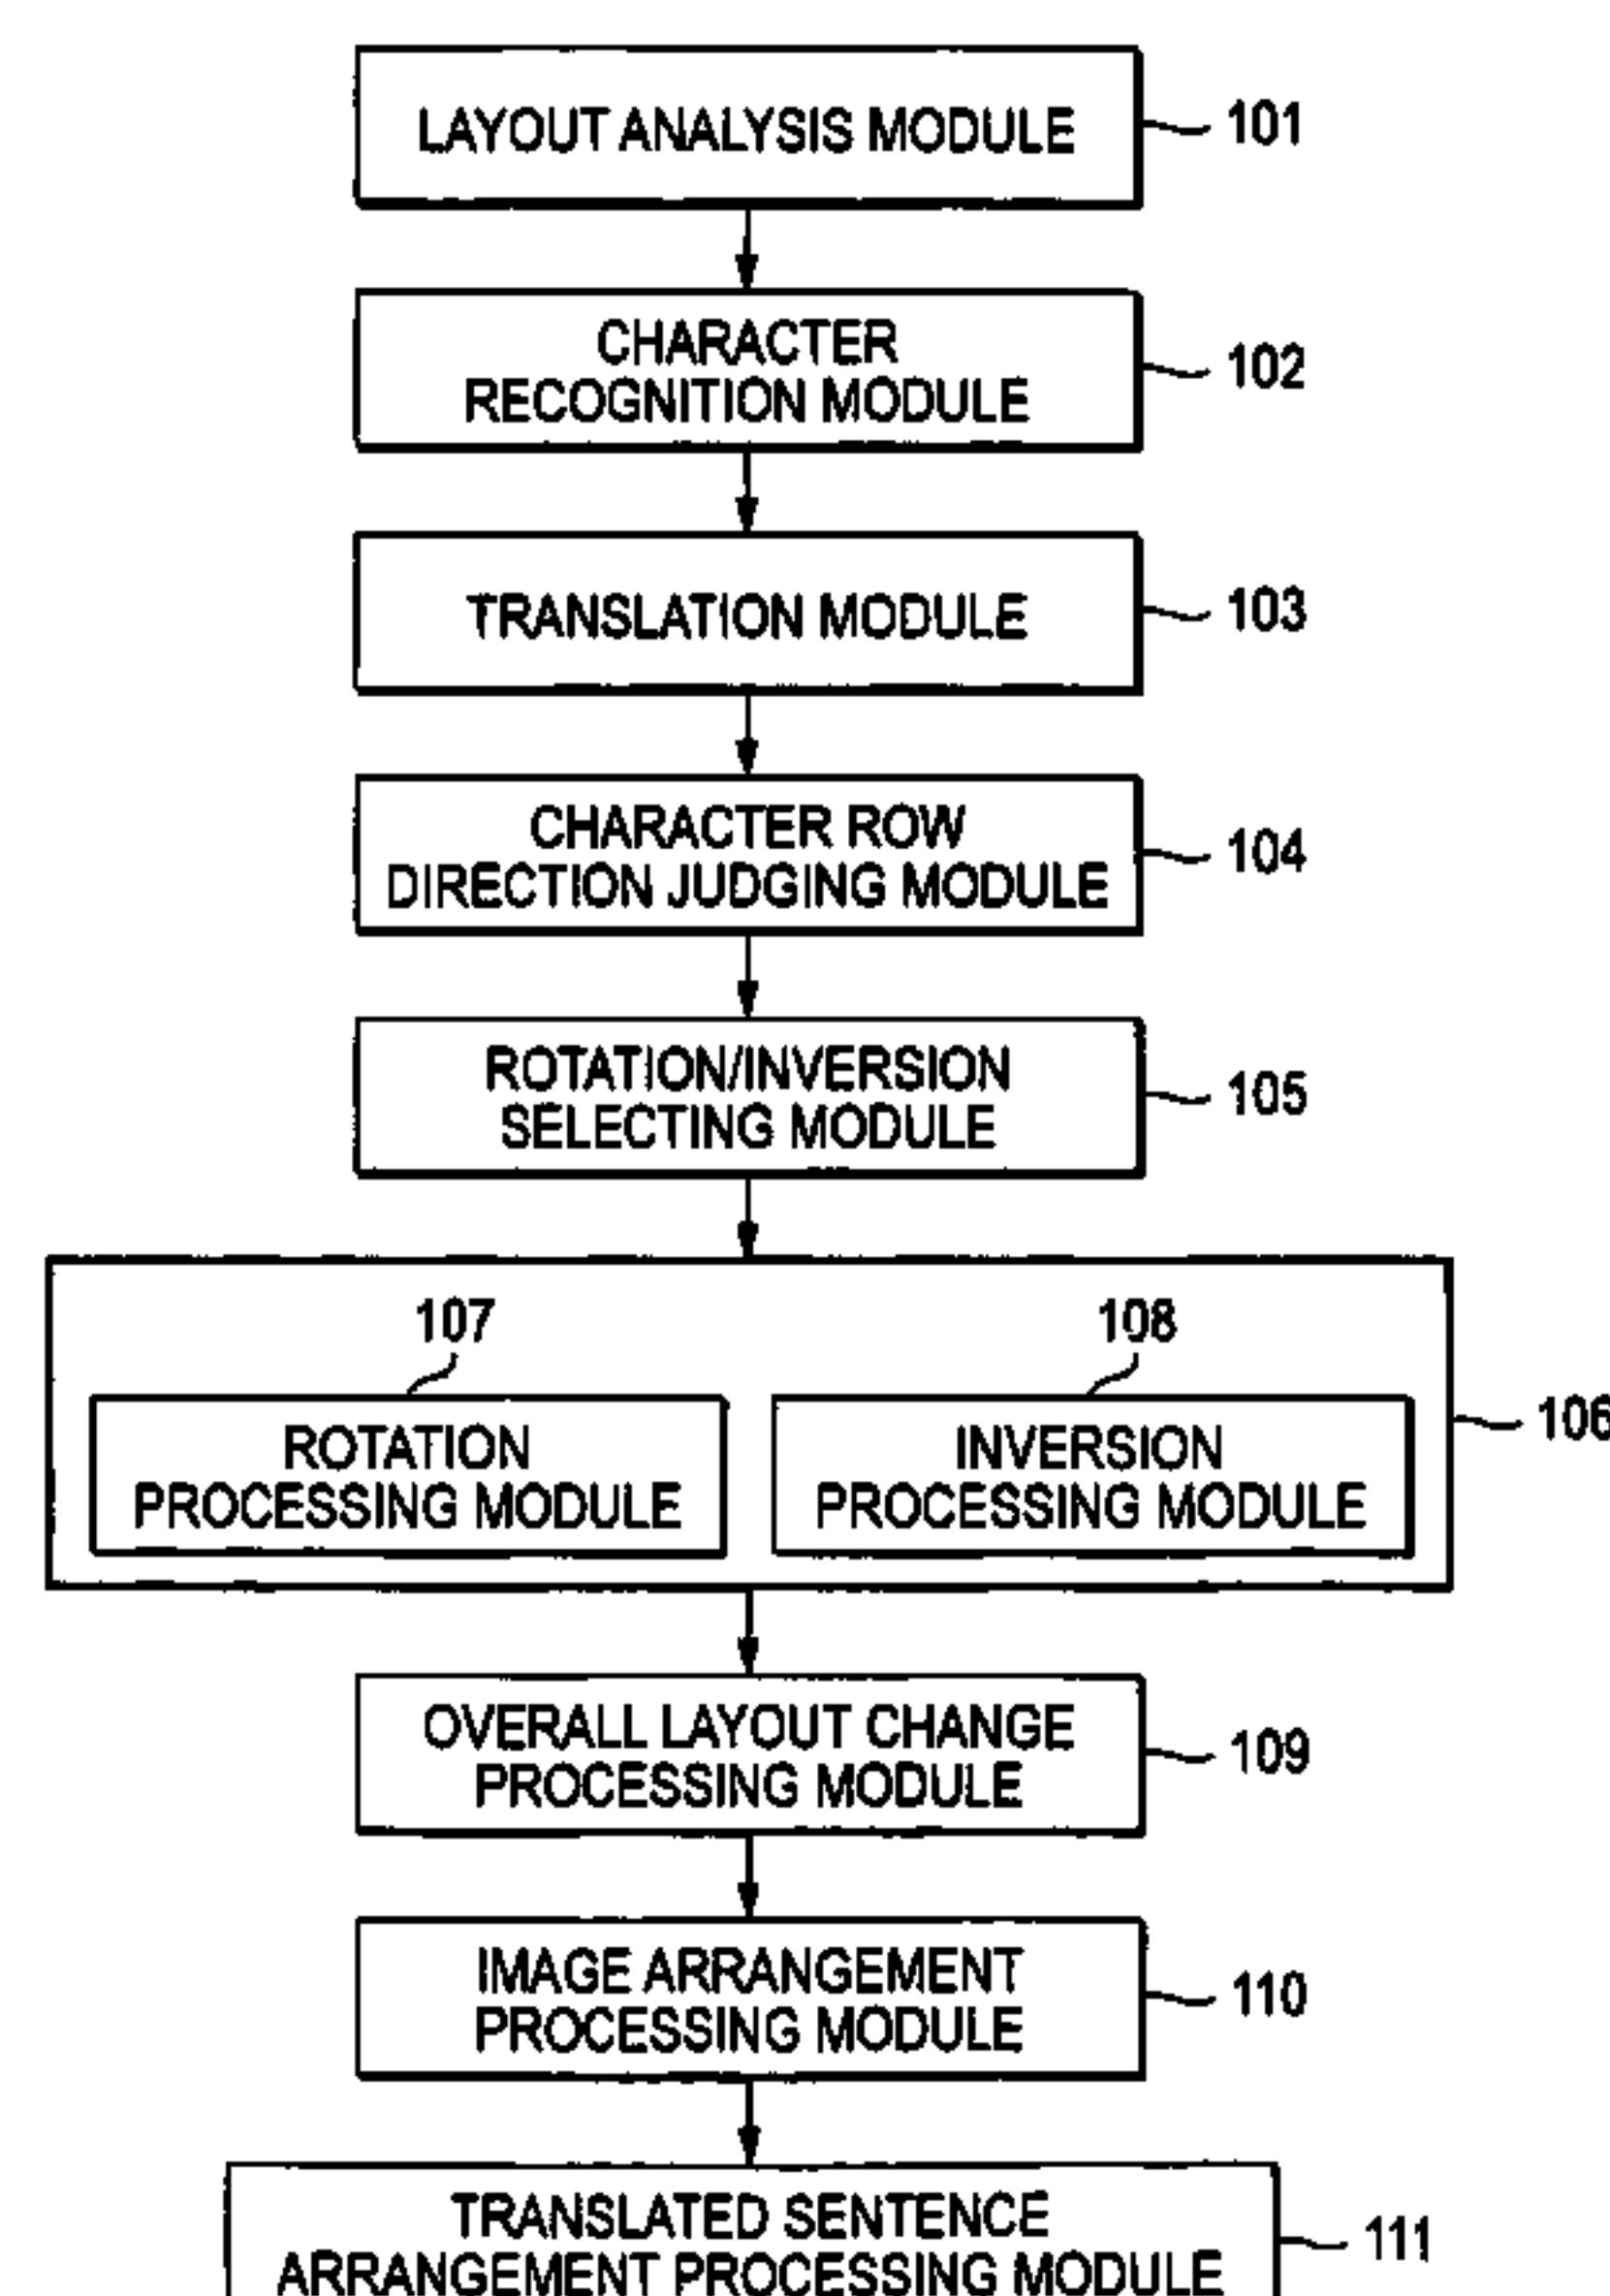 LAYOUT ANALYSIS MODULE
101
CHARACTER
RECOGNITION MODULE
102
TRANSLATION MODULE
103
CHARACTER ROW
DIRECTION JUDGING MODULE
104
ROTATION/INVERSION
SELECTING MODULE
105
107
108
ROTATION
PROCESSING MODULE
INVERSION
PROCESSING MODULE
106
OVERALL LAYOUT CHANGE
PROCESSING MODULE
109
IMAGE ARRANGEMENT
PROCESSING MODULE
110
TRANSLATED SENTENCE
ARRANGEMENT PROCESSING MODULE
111